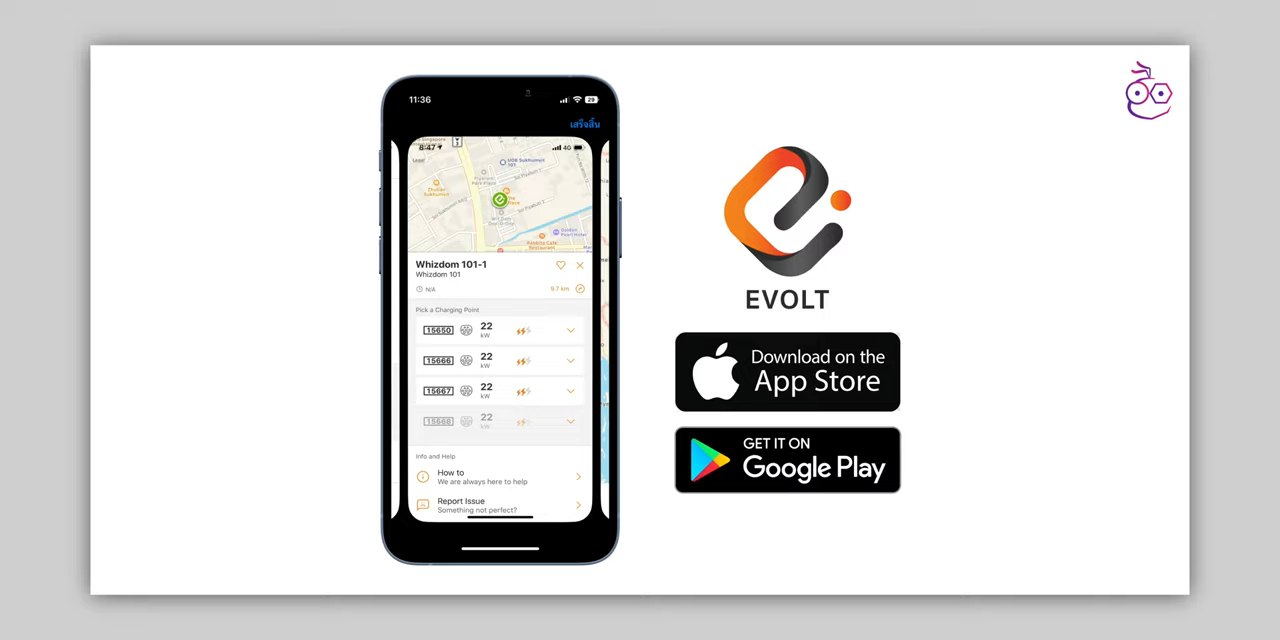 11:36
29
เสร็จสิ้น
8:47
4G
Whizdom 101-1
Whizdom 101
N/A
9.7 km
Pick a Charging Point
15650
22
kW
15666
22
kW
15667
22
kW
15668
22
kW
Info and Help
How to
We are always here to help
Report Issue
Something not perfect?
EVOLT
Download on the
App Store
GET IT ON
Google Play